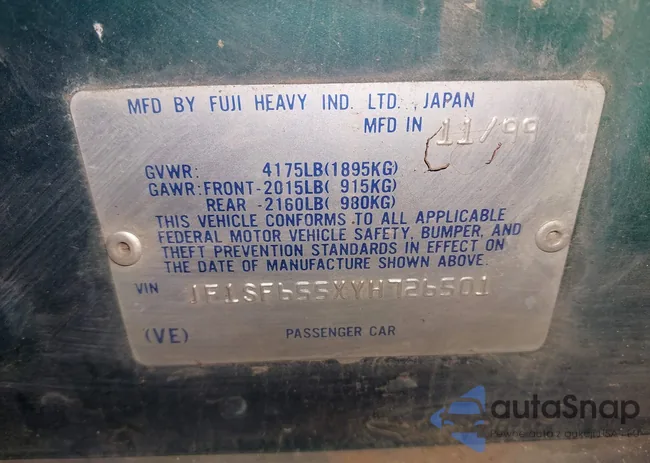 MFD BY FUJI HEAVY IND. LTD. JAPAN
MFD IN 11/99
GVWR: 4175LB(1895KG)
GAWR:FRONT-2015LB( 915KG)
REAR -2160LB( 980KG)
THIS VEHICLE CONFORMS TO ALL APPLICABLE
FEDERAL MOTOR VEHICLE SAFETY, BUMPER, AND
THEFT PREVENTION STANDARDS IN EFFECT ON
THE DATE OF MANUFACTURE SHOWN ABOVE.
VIN JF1SF655XYH726501
(VE) PASSENGER CAR
autoSnap